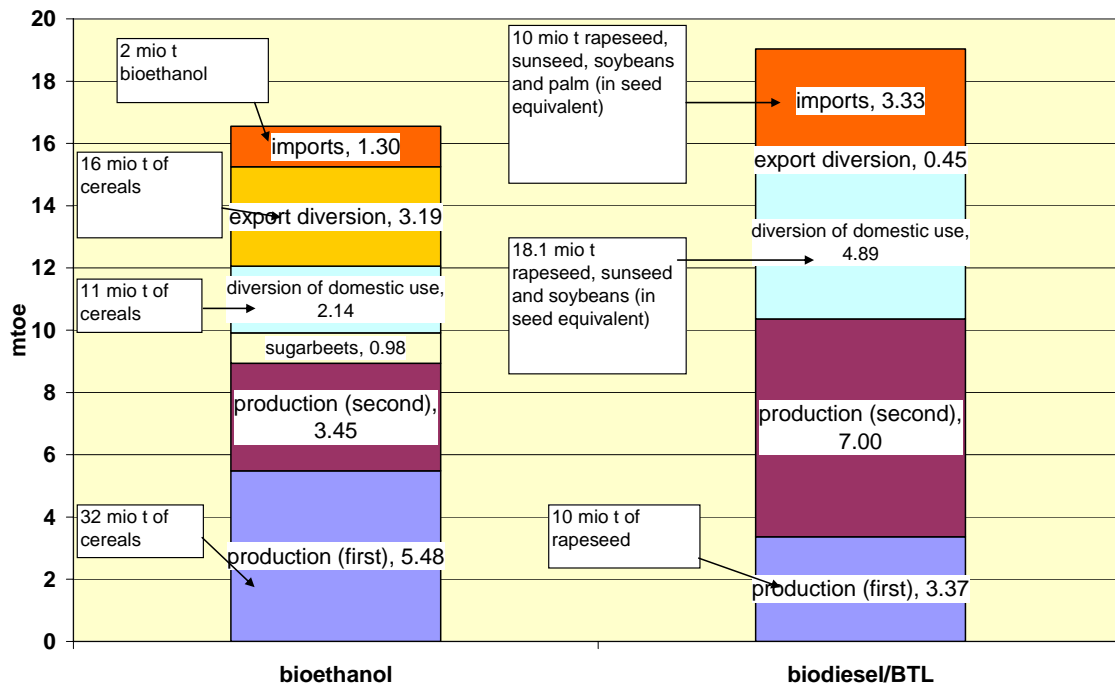 20
18
16
14
12
10
8
6
4
2
0
mtoe
2 mio t
bioethanol
16 mio t of
cereals
11 mio t of
cereals
32 mio t of
cereals
imports, 1.30
export diversion, 3.19
diversion of domestic use,
2.14
sugarbeets, 0.98
production (second),
3.45
production (first), 5.48
10 mio t rapeseed,
sunseed, soybeans
and palm (in seed
equivalent)
18.1 mio t
rapeseed, sunseed
and soybeans (in
seed equivalent)
10 mio t of
rapeseed
imports, 3.33
export diversion, 0.45
diversion of domestic use,
4.89
production (second),
7.00
production (first), 3.37
bioethanol
biodiesel/BTL